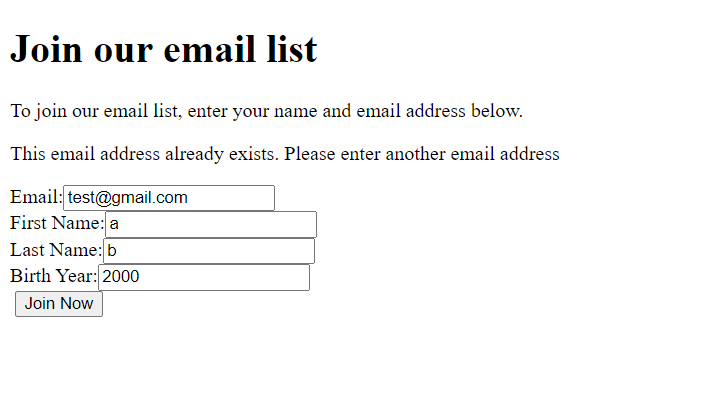 Join our email list
To join our email list, enter your name and email address below.
This email address already exists. Please enter another email address
Email: test@gmail.com
First Name: a
Last Name: b
Birth Year: 2000
Join Now